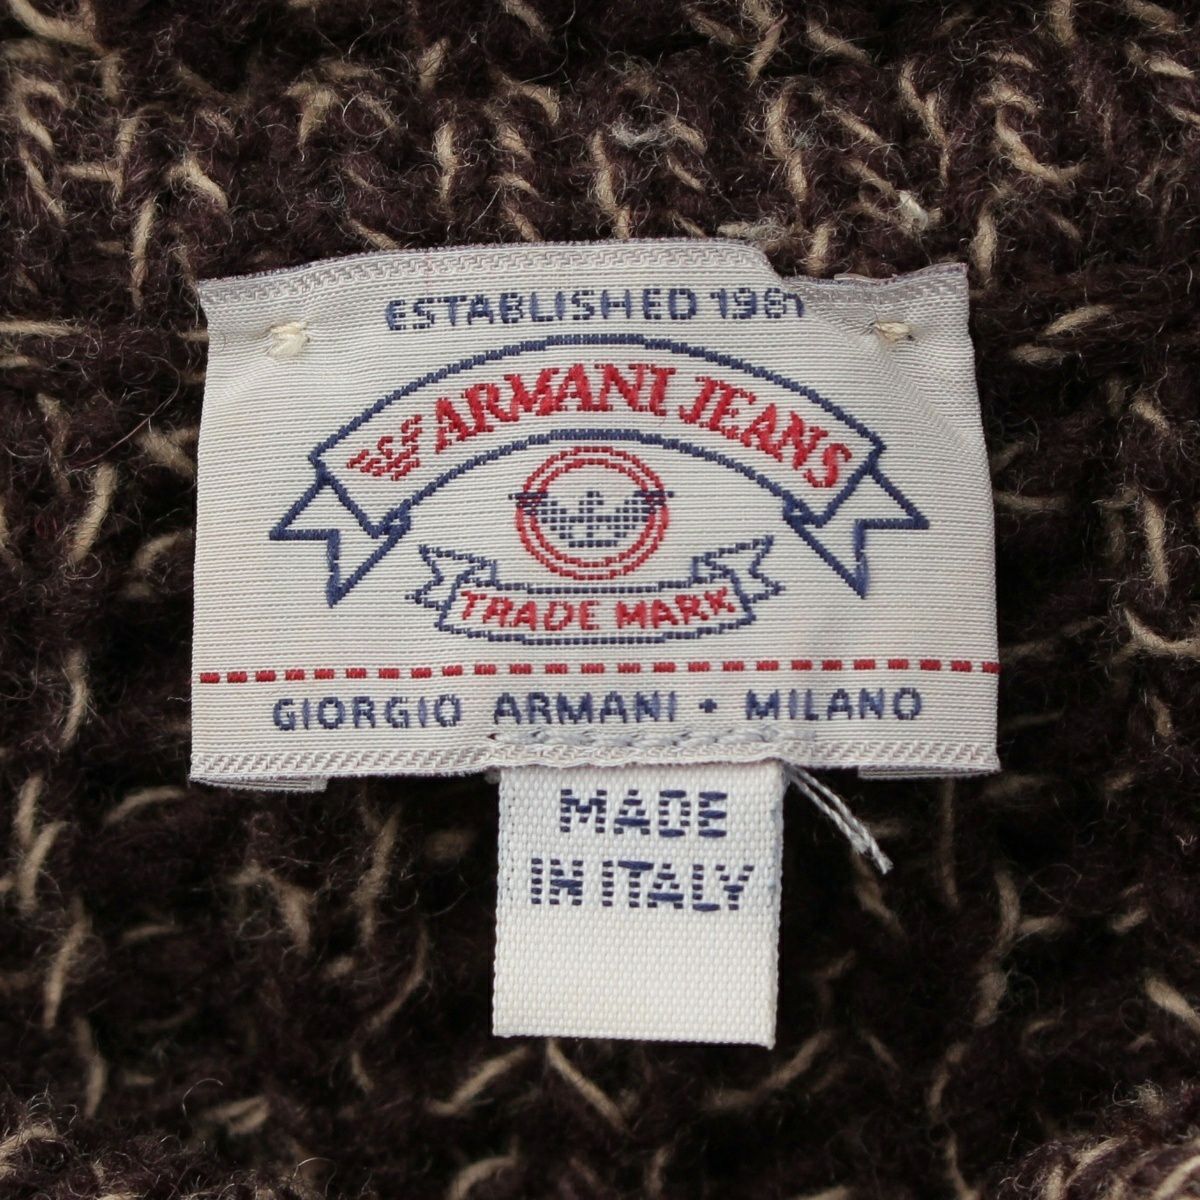 ESTABLISHED 1981
ARMANI JEANS
TRADE MARK
GIORGIO ARMANI • MILANO
MADE
IN ITALY